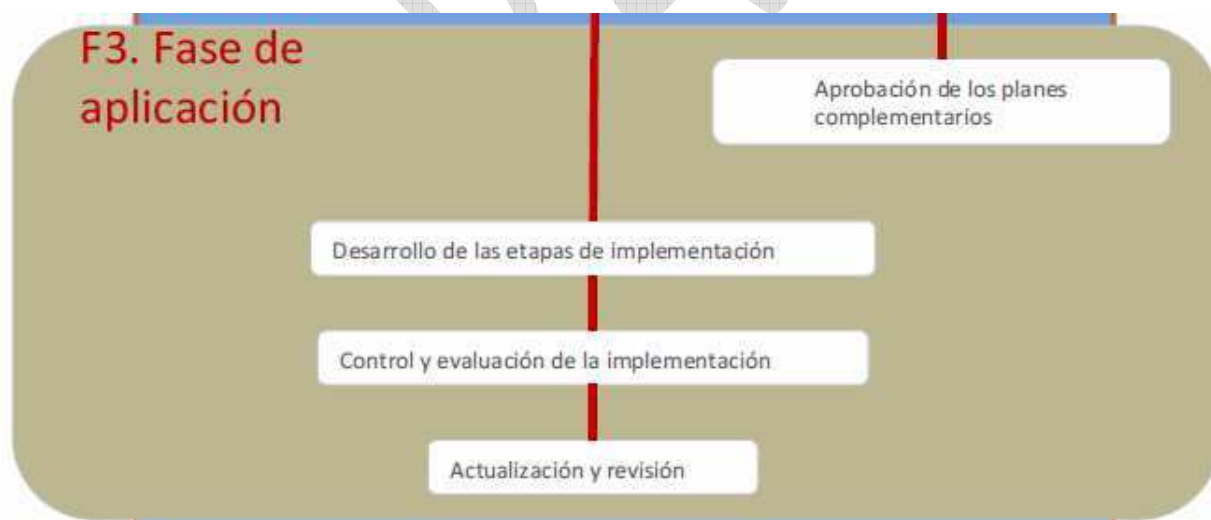 F3. Fase de
aplicación
Aprobación de los planes
complementarios
Desarrollo de las etapas de implementación
Control y evaluación de la implementación
Actualización y revisión